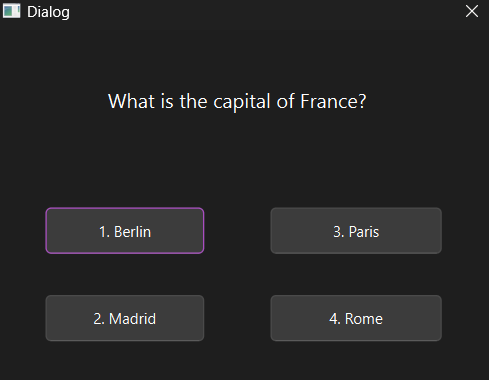 Dialog
What is the capital of France?
1. Berlin
3. Paris
2. Madrid
4. Rome